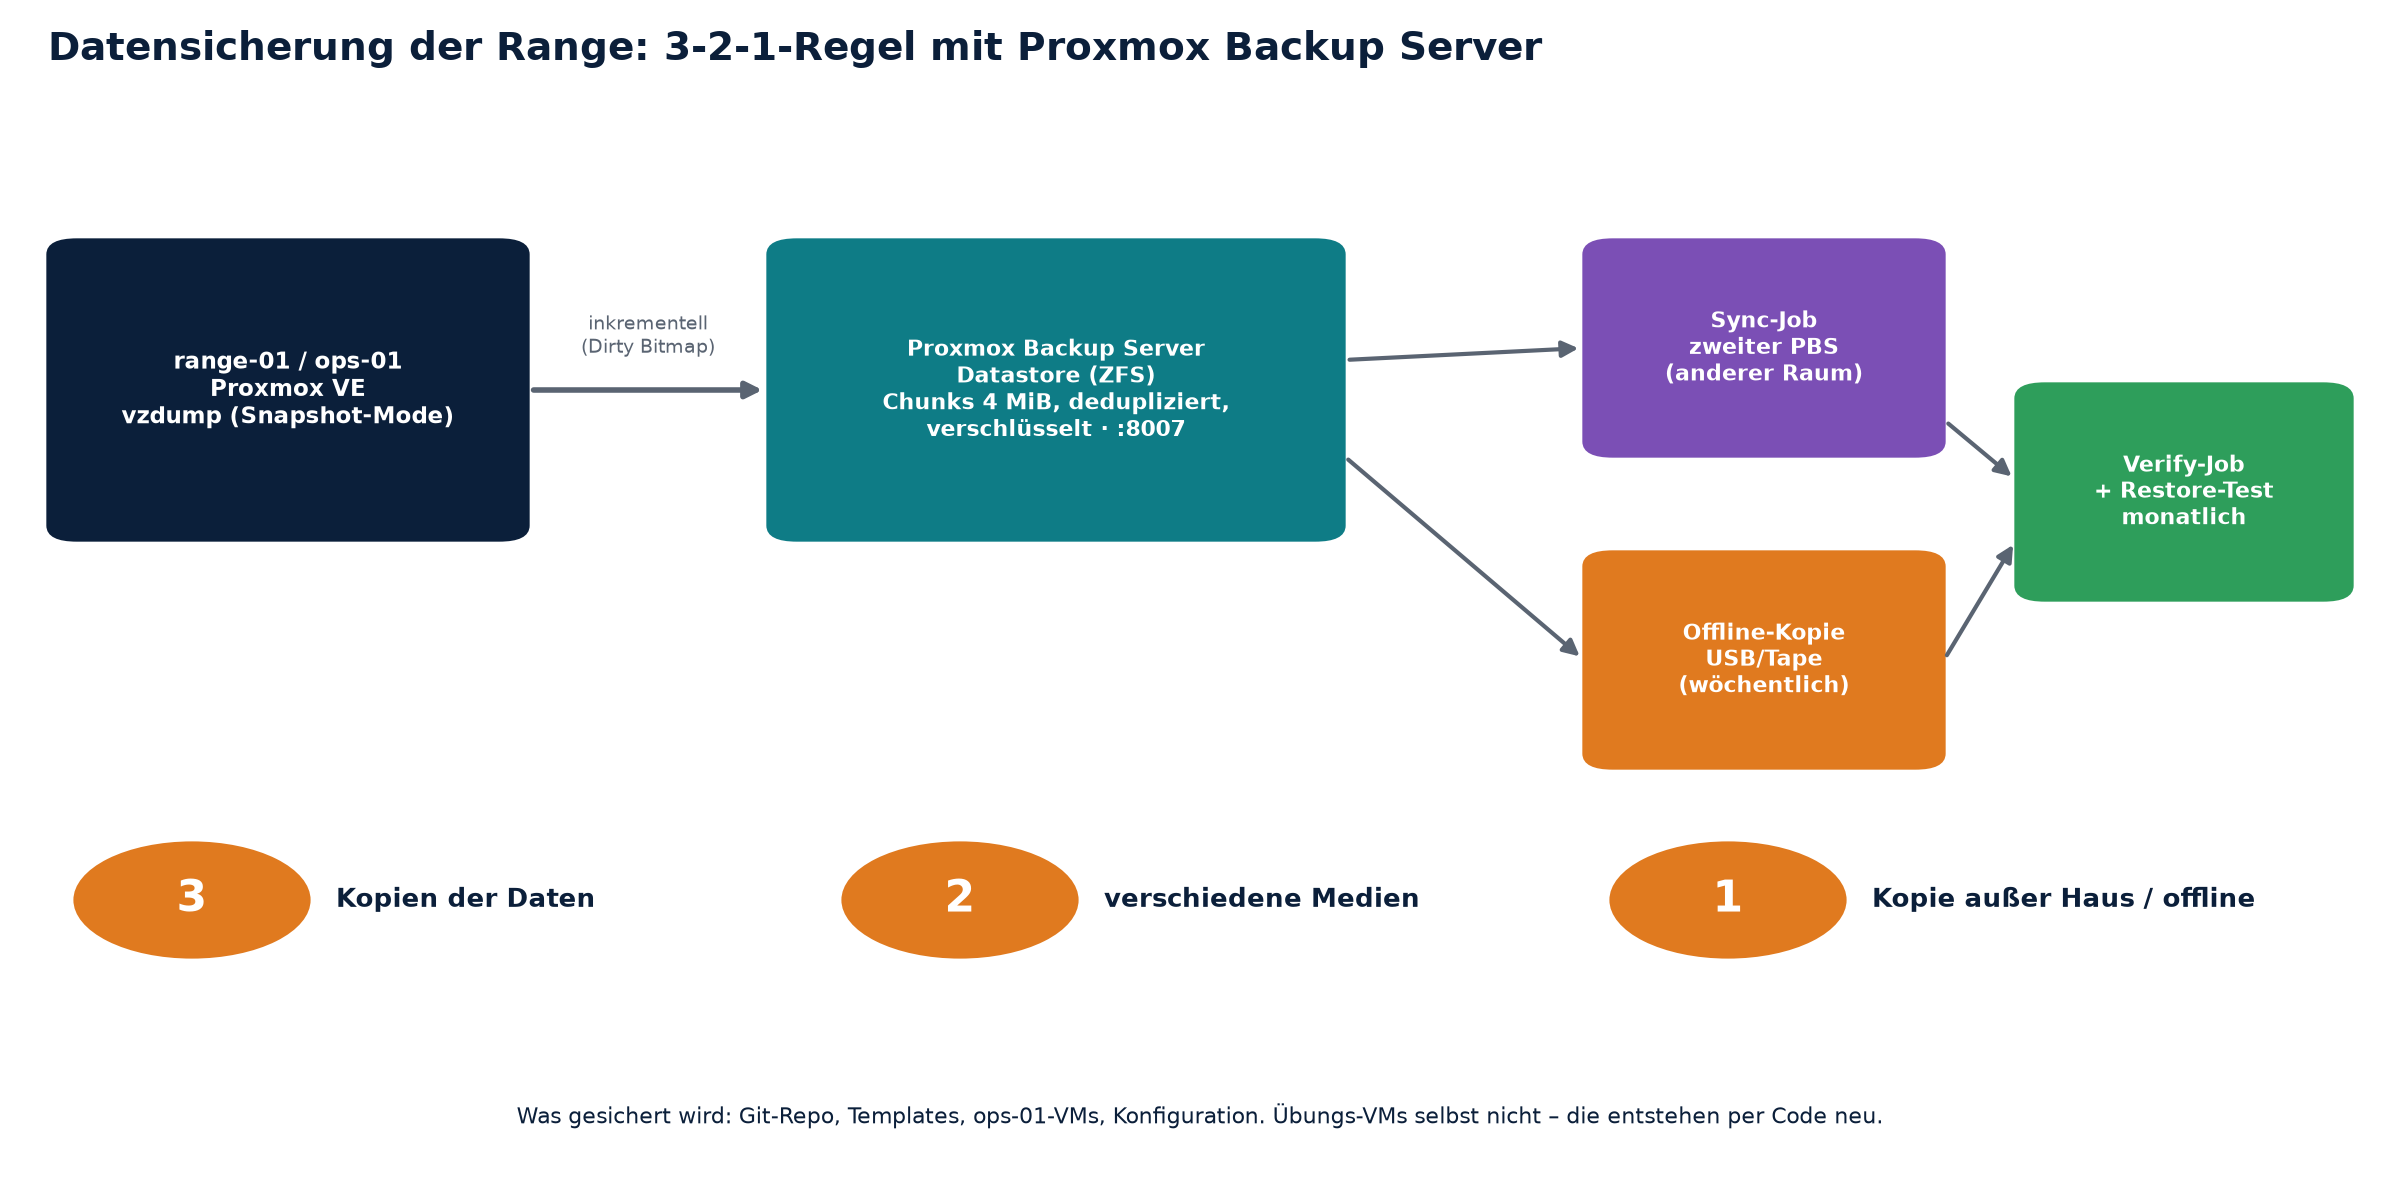 Datensicherung der Range: 3-2-1-Regel mit Proxmox Backup Server
range-01 / ops-01
Proxmox VE
vzdump (Snapshot-Mode)
inkrementell
(Dirty Bitmap)
Proxmox Backup Server
Datastore (ZFS)
Chunks 4 MiB, dedupliziert,
verschlüsselt · :8007
Sync-Job
zweiter PBS
(anderer Raum)
Offline-Kopie
USB/Tape
(wöchentlich)
Verify-Job
+ Restore-Test
monatlich
3
Kopien der Daten
2
verschiedene Medien
1
Kopie außer Haus / offline
Was gesichert wird: Git-Repo, Templates, ops-01-VMs, Konfiguration. Übungs-VMs selbst nicht – die entstehen per Code neu.